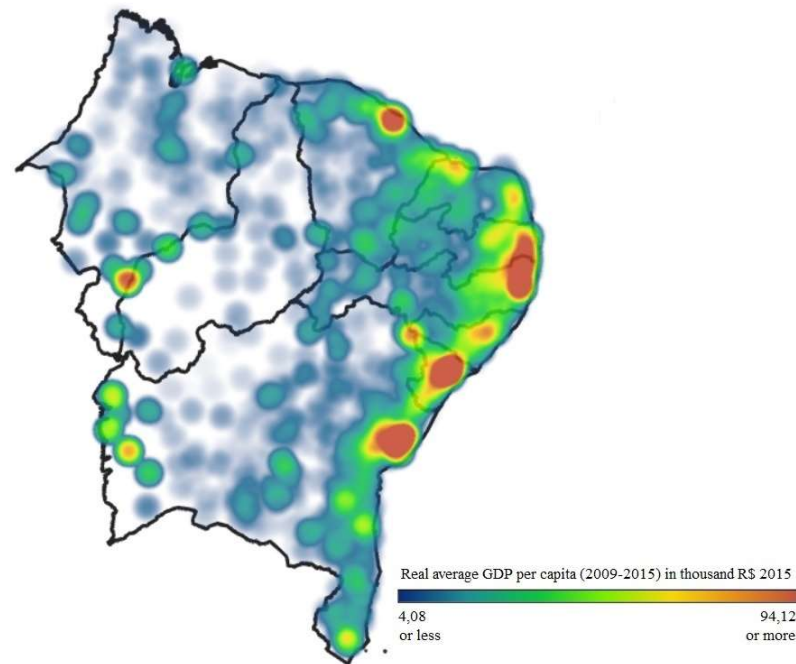 Real average GDP per capita (2009-2015) in thousand R$ 2015
4,08 94,12
or less or more